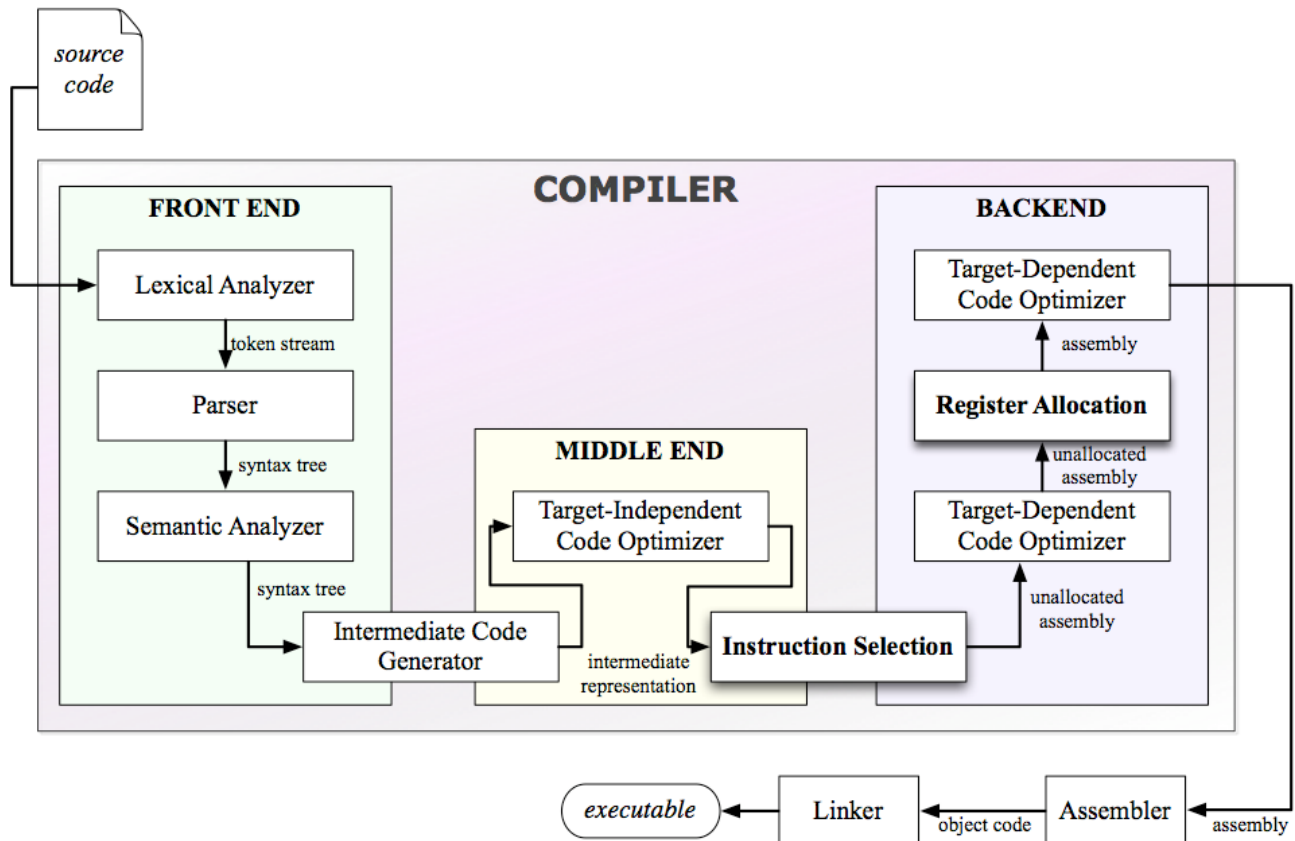 source
code
COMPILER
FRONT END
Lexical Analyzer
token stream
Parser
syntax tree
Semantic Analyzer
syntax tree
Intermediate Code
Generator
MIDDLE END
Target-Independent
Code Optimizer
intermediate
representation
Instruction Selection
BACKEND
Target-Dependent
Code Optimizer
assembly
Register Allocation
unallocated
assembly
Target-Dependent
Code Optimizer
unallocated
assembly
executable
Linker
object code
Assembler
assembly